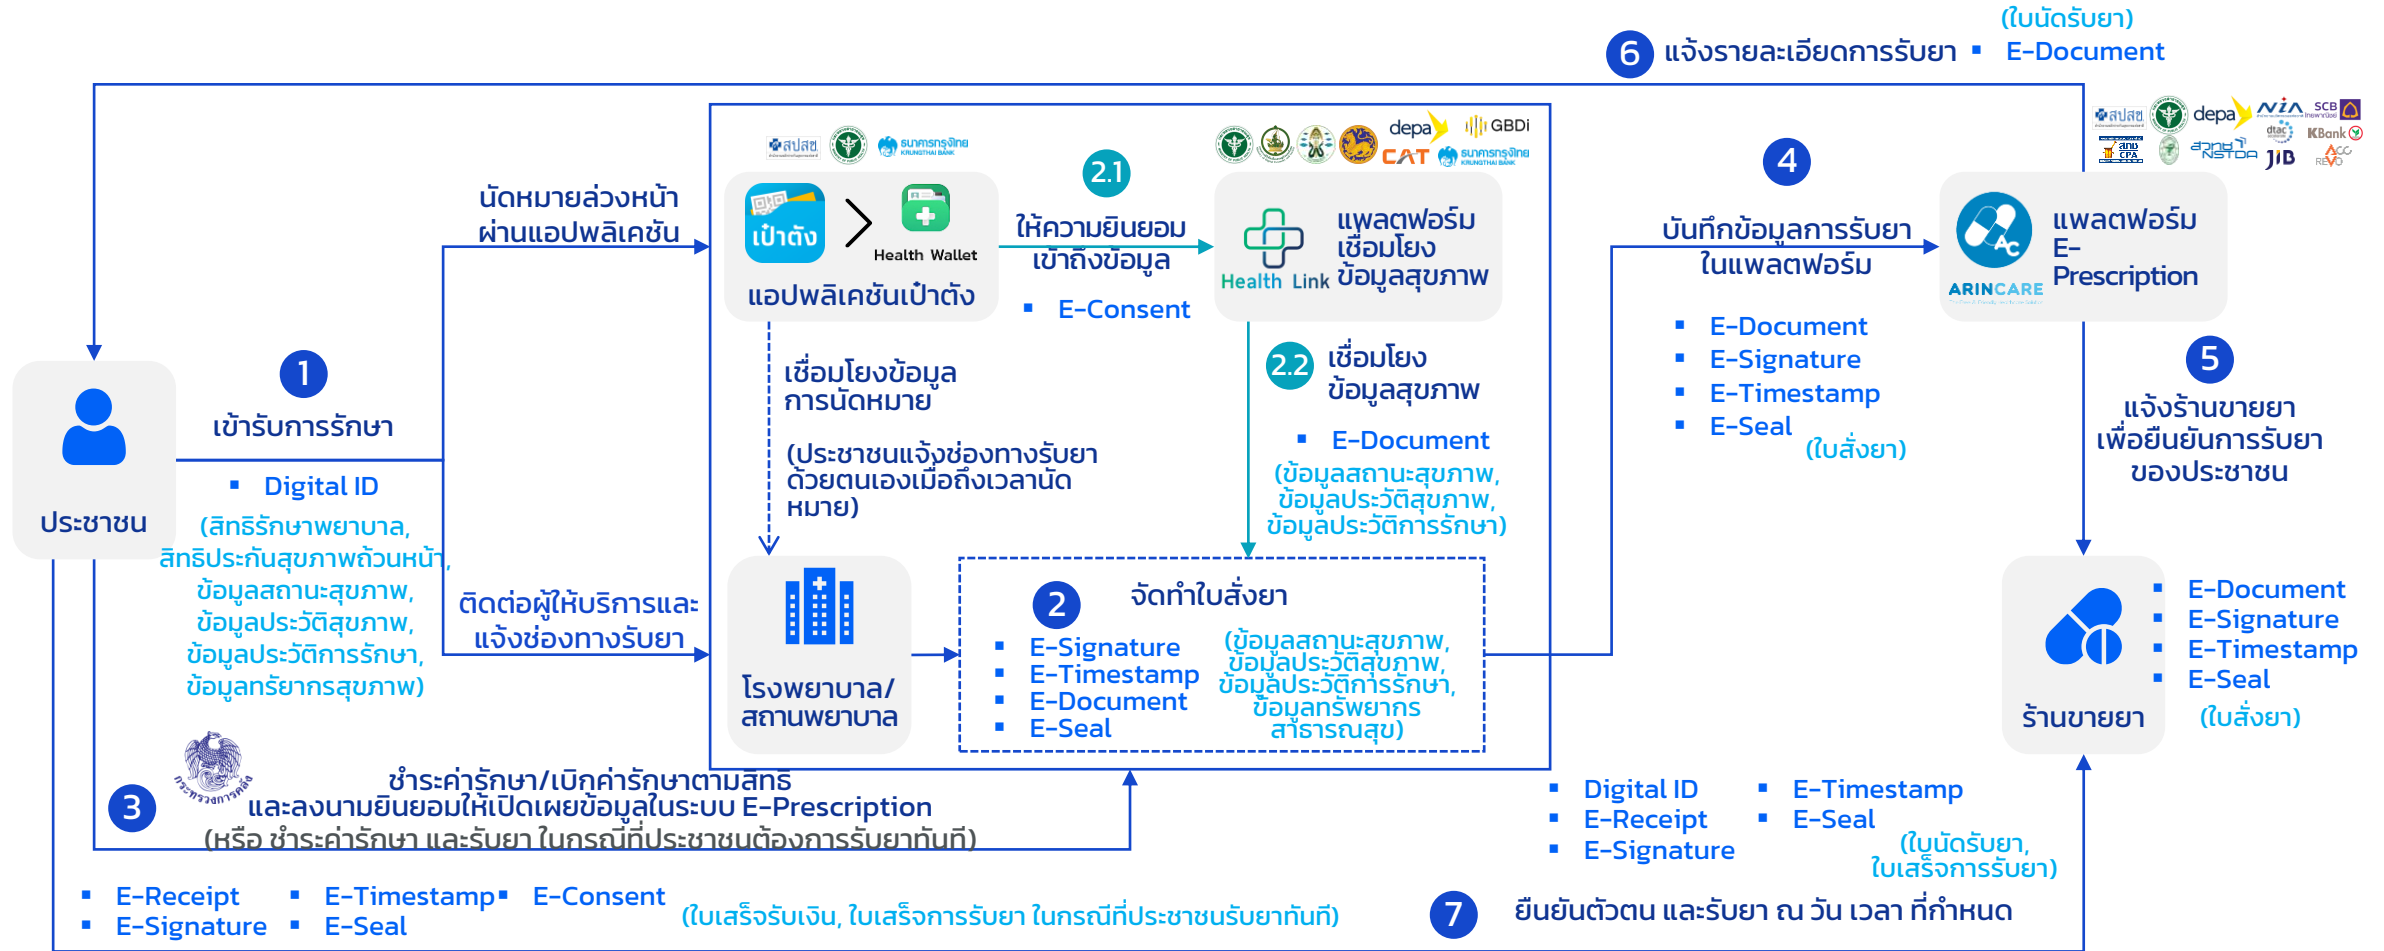 (ใบนัดรับยา)
6 แจ้งรายละเอียดการรับยา ▪ E-Document
สปสช
ธนาคารกรุงไทย
KRUNGTHAI BANK
depa
GBDi
CAT
ธนาคารกรุงไทย
KRUNGTHAI BANK
สปสช
depa
NIA
SCB
ไทยพาณิชย์
dtac
KBank
สทป
CPA
สวทช
NSTDA
JIB
ACC
REVO
นัดหมายล่วงหน้า
ผ่านแอปพลิเคชัน
เป๋าตัง
Health Wallet
แอปพลิเคชันเป๋าตัง
2.1
ให้ความยินยอม
เข้าถึงข้อมูล
▪ E-Consent
Health Link
แพลตฟอร์ม
เชื่อมโยง
ข้อมูลสุขภาพ
4
บันทึกข้อมูลการรับยา
ในแพลตฟอร์ม
▪ E-Document
▪ E-Signature
▪ E-Timestamp
▪ E-Seal
(ใบสั่งยา)
AC
ARINCARE
แพลตฟอร์ม
E-
Prescription
1
เข้ารับการรักษา
▪ Digital ID
(สิทธิรักษาพยาบาล,
สิทธิประกันสุขภาพถ้วนหน้า,
ข้อมูลสถานะสุขภาพ,
ข้อมูลประวัติสุขภาพ,
ข้อมูลประวัติการรักษา,
ข้อมูลทรัยากรสุขภาพ)
ประชาชน
เชื่อมโยงข้อมูล
การนัดหมาย
(ประชาชนแจ้งช่องทางรับยา
ด้วยตนเองเมื่อถึงเวลานัด
หมาย)
2.2 เชื่อมโยง
ข้อมูลสุขภาพ
▪ E-Document
(ข้อมูลสถานะสุขภาพ,
ข้อมูลประวัติสุขภาพ,
ข้อมูลประวัติการรักษา)
5
แจ้งร้านขายยา
เพื่อยืนยันการรับยา
ของประชาชน
ติดต่อผู้ให้บริการและ
แจ้งช่องทางรับยา
โรงพยาบาล/
สถานพยาบาล
2 จัดทำใบสั่งยา
▪ E-Signature
▪ E-Timestamp
▪ E-Document
▪ E-Seal
(ข้อมูลสถานะสุขภาพ,
ข้อมูลประวัติสุขภาพ,
ข้อมูลประวัติการรักษา,
ข้อมูลทรัพยากร
สาธารณสุข)
ร้านขายยา
▪ E-Document
▪ E-Signature
▪ E-Timestamp
▪ E-Seal
(ใบสั่งยา)
กระทรวงการคลัง
3
ชำระค่ารักษา/เบิกค่ารักษาตามสิทธิ
และลงนามยินยอมให้เปิดเผยข้อมูลในระบบ E-Prescription
(หรือ ชำระค่ารักษา และรับยา ในกรณีที่ประชาชนต้องการรับยาทันที)
▪ E-Receipt ▪ E-Timestamp ▪ E-Consent
▪ E-Signature ▪ E-Seal
(ใบเสร็จรับเงิน, ใบเสร็จการรับยา ในกรณีที่ประชาชนรับยาทันที)
▪ Digital ID ▪ E-Timestamp
▪ E-Receipt ▪ E-Seal
▪ E-Signature
(ใบนัดรับยา,
ใบเสร็จการรับยา)
7 ยืนยันตัวตน และรับยา ณ วัน เวลา ที่กำหนด